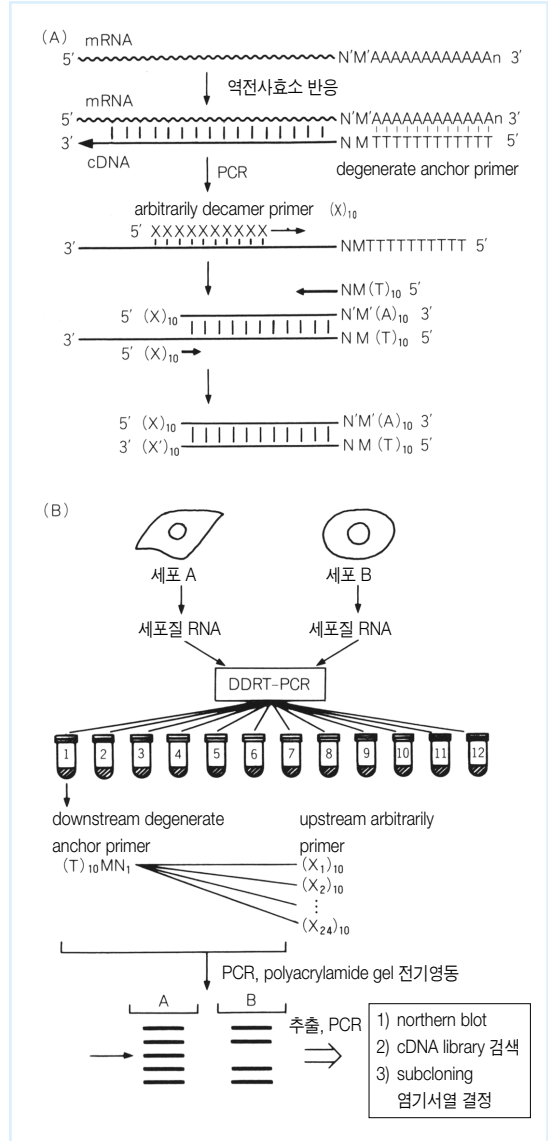 (A)
mRNA
5′ N′M′AAAAAAAAAAAAn 3′
역전사효소 반응
mRNA
5′ N′M′AAAAAAAAAAAAn 3′
3′ NMTTTTTTTTTTTT 5′
cDNA
degenerate anchor primer
PCR
arbitrarily decamer primer (X)₁₀
5′ XXXXXXXXXX
3′ NMTTTTTTTTTT 5′
NM(T)₁₀ 5′
5′ (X)₁₀ N′M′(A)₁₀ 3′
3′ NM(T)₁₀ 5′
5′ (X)₁₀
5′ (X)₁₀ N′M′(A)₁₀ 3′
3′ (X′)₁₀ NM(T)₁₀ 5′
(B)
세포 A 세포 B
세포질 RNA 세포질 RNA
DDRT-PCR
1 2 3 4 5 6 7 8 9 10 11 12
downstream degenerate
anchor primer
(T)₁₀MN₁
upstream arbitrarily
primer
(X₁)₁₀
(X₂)₁₀
⋮
(X₂₄)₁₀
PCR, polyacrylamide gel 전기영동
A B
추출, PCR
1) northern blot
2) cDNA library 검색
3) subcloning
염기서열 결정